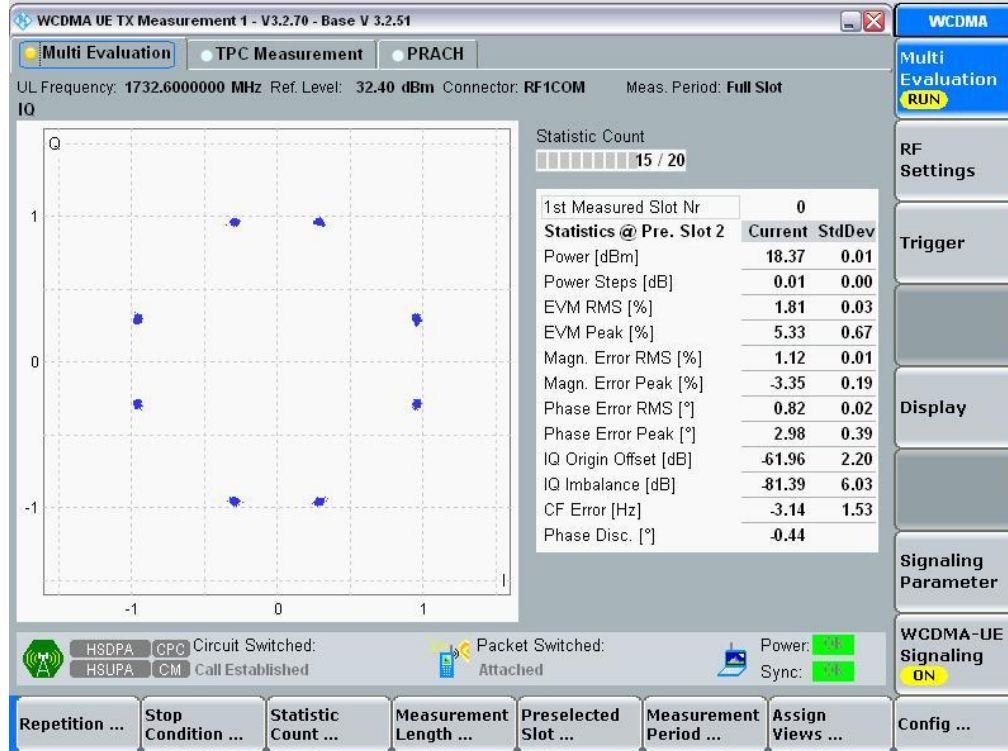 WCDMA UE TX Measurement 1 - V3.2.70 - Base V 3.2.51
WCDMA
Multi Evaluation TPC Measurement PRACH
Multi Evaluation RUN
UL Frequency: 1732.6000000 MHz Ref. Level: 32.40 dBm Connector: RF1COM Meas. Period: Full Slot
IQ
Q
1
0
-1
-1 0 1
I
Statistic Count
15 / 20
1st Measured Slot Nr 0
Statistics @ Pre. Slot 2 Current StdDev
Power [dBm] 18.37 0.01
Power Steps [dB] 0.01 0.00
EVM RMS [%] 1.81 0.03
EVM Peak [%] 5.33 0.67
Magn. Error RMS [%] 1.12 0.01
Magn. Error Peak [%] -3.35 0.19
Phase Error RMS [°] 0.82 0.02
Phase Error Peak [°] 2.98 0.39
IQ Origin Offset [dB] -61.96 2.20
IQ Imbalance [dB] -81.39 6.03
CF Error [Hz] -3.14 1.53
Phase Disc. [°] -0.44
RF Settings
Trigger
Display
Signaling Parameter
WCDMA-UE Signaling ON
HSDPA CPC Circuit Switched:
HSUPA CM Call Established
Packet Switched:
Attached
Power: Ok
Sync: Ok
Repetition ...
Stop Condition ...
Statistic Count ...
Measurement Length ...
Preselected Slot ...
Measurement Period ...
Assign Views ...
Config ...